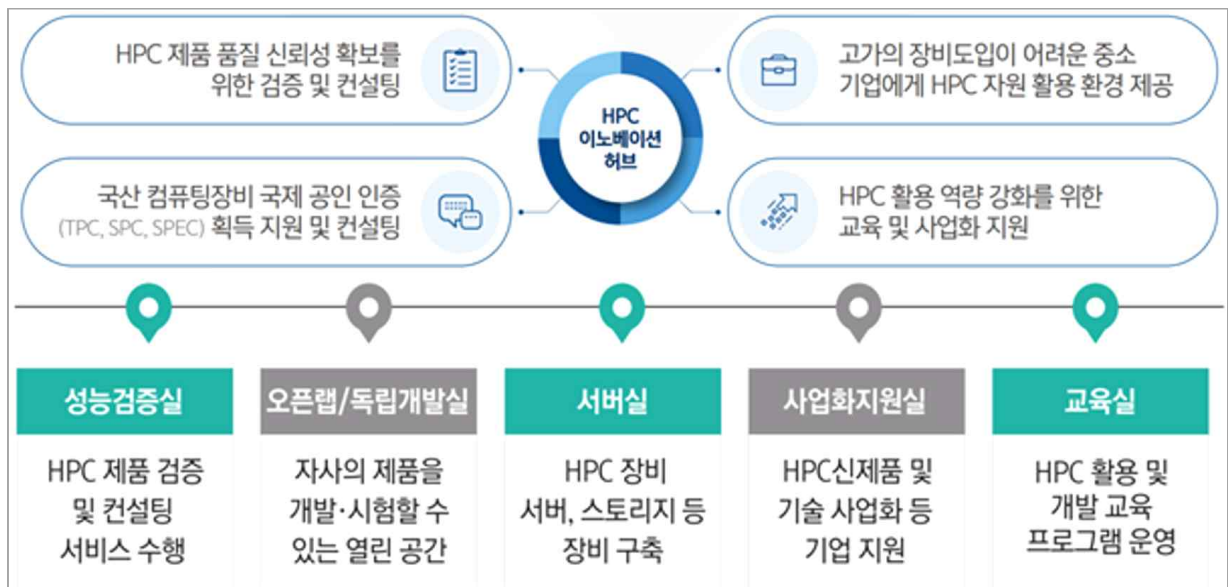 HPC 제품 품질 신뢰성 확보를
위한 검증 및 컨설팅
고가의 장비도입이 어려운 중소
기업에게 HPC 자원 활용 환경 제공
HPC
이노베이션
허브
국산 컴퓨팅장비 국제 공인 인증
(TPC, SPC, SPEC) 획득 지원 및 컨설팅
HPC 활용 역량 강화를 위한
교육 및 사업화 지원
성능검증실
HPC 제품 검증
및 컨설팅
서비스 수행
오픈랩/독립개발실
자사의 제품을
개발·시험할 수
있는 열린 공간
서버실
HPC 장비
서버, 스토리지 등
장비 구축
사업화지원실
HPC신제품 및
기술 사업화 등
기업 지원
교육실
HPC 활용 및
개발 교육
프로그램 운영